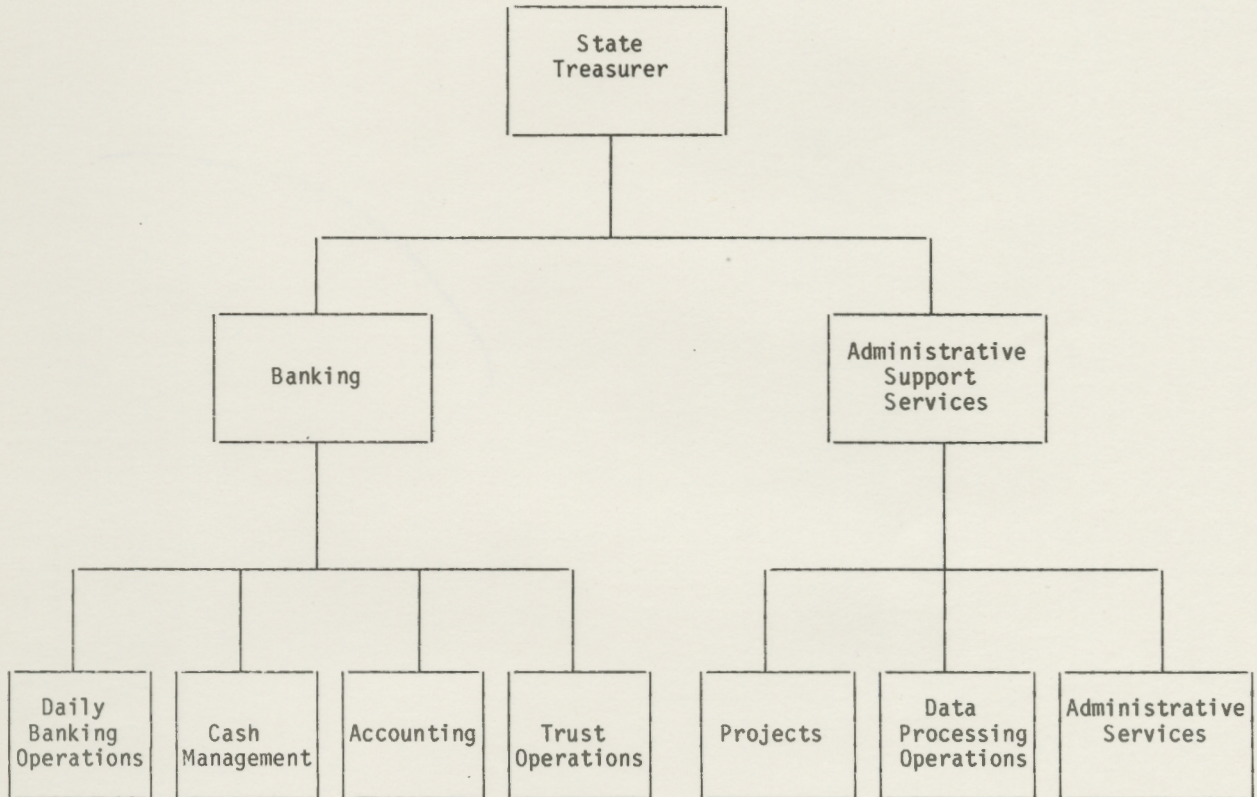 State
Treasurer
Banking
Administrative
Support
Services
Daily
Banking
Operations
Cash
Management
Accounting
Trust
Operations
Projects
Data
Processing
Operations
Administrative
Services